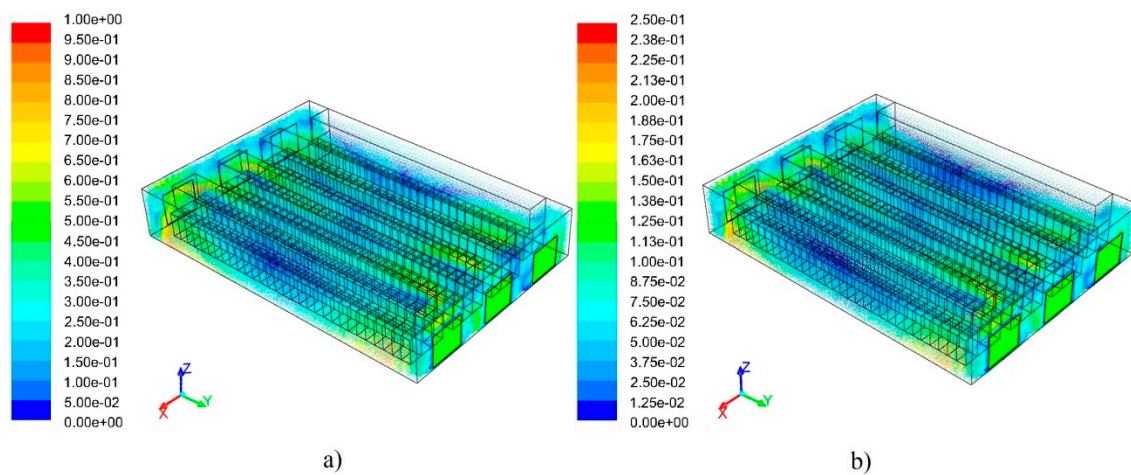 1.00e+00
9.50e-01
9.00e-01
8.50e-01
8.00e-01
7.50e-01
7.00e-01
6.50e-01
6.00e-01
5.50e-01
5.00e-01
4.50e-01
4.00e-01
3.50e-01
3.00e-01
2.50e-01
2.00e-01
1.50e-01
1.00e-01
5.00e-02
0.00e+00
Z
X
Y
a)
2.50e-01
2.38e-01
2.25e-01
2.13e-01
2.00e-01
1.88e-01
1.75e-01
1.63e-01
1.50e-01
1.38e-01
1.25e-01
1.13e-01
1.00e-01
8.75e-02
7.50e-02
6.25e-02
5.00e-02
3.75e-02
2.50e-02
1.25e-02
0.00e+00
Z
X
Y
b)